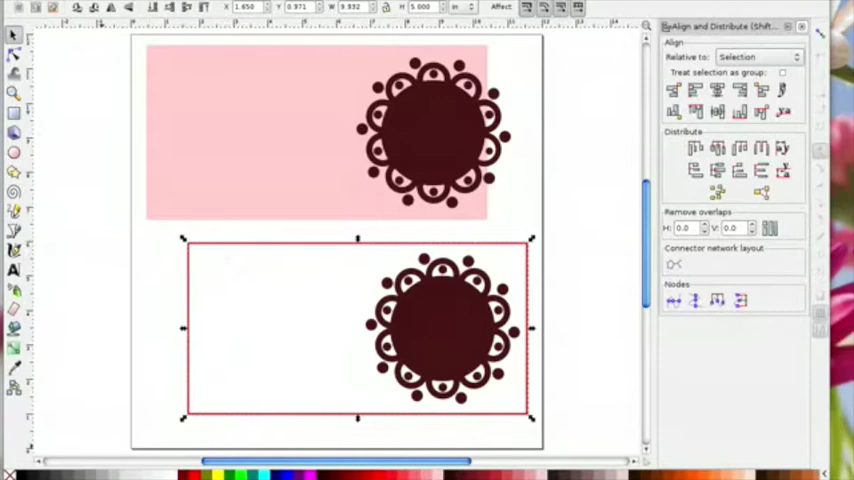 X 1.650 Y 0.971 W 9.932 H 5.000 in Affect:
Align and Distribute (Shift...
Align
Relative to: Selection
Treat selection as group:
Distribute
Remove overlaps
H: 0.0 V: 0.0
Connector network layout
Nodes